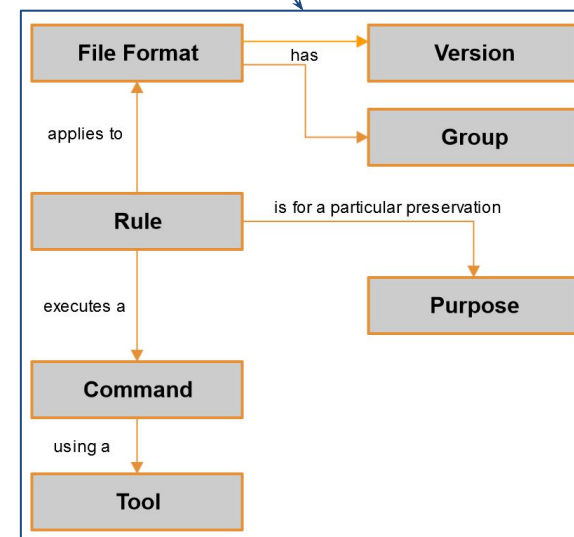 File Format
has
Version
Group
applies to
Rule
is for a particular preservation
Purpose
executes a
Command
using a
Tool